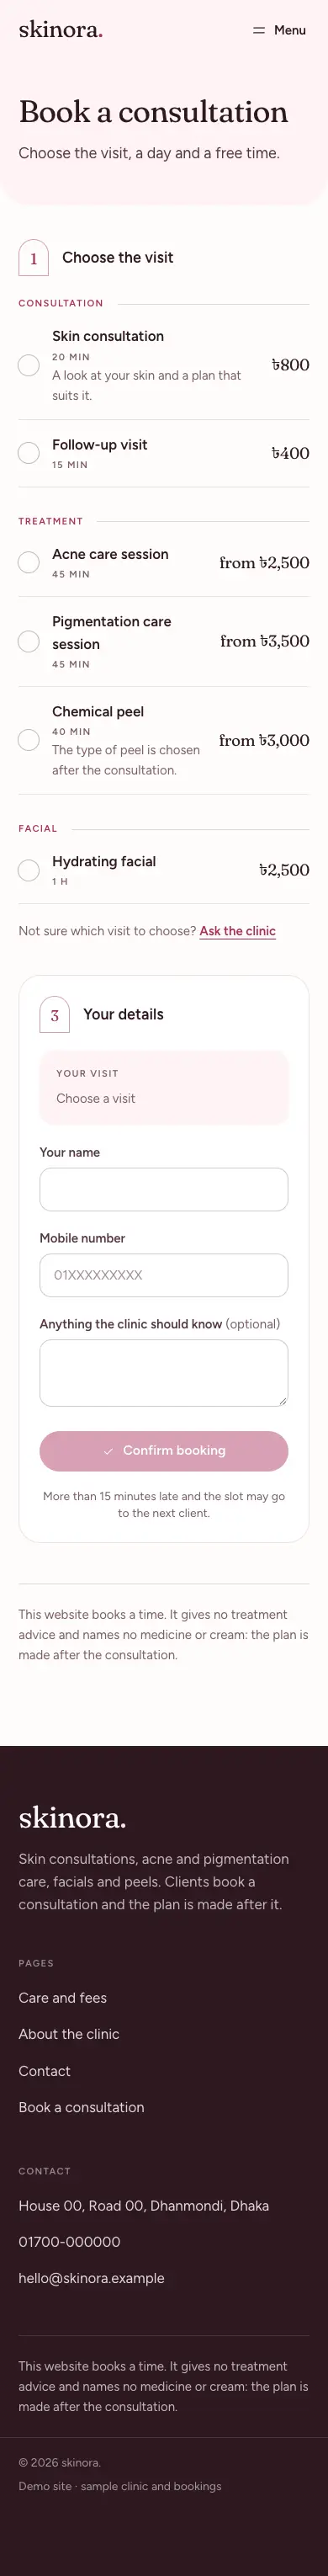 skinora.
Menu
Book a consultation
Choose the visit, a day and a free time.
1
Choose the visit
CONSULTATION
Skin consultation
20 MIN
A look at your skin and a plan that
suits it.
৳800
Follow-up visit
15 MIN
৳400
TREATMENT
Acne care session
45 MIN
from ৳2,500
Pigmentation care
session
45 MIN
from ৳3,500
Chemical peel
40 MIN
The type of peel is chosen
after the consultation.
from ৳3,000
FACIAL
Hydrating facial
1 H
৳2,500
Not sure which visit to choose? Ask the clinic
3
Your details
YOUR VISIT
Choose a visit
Your name
Mobile number
01XXXXXXXXX
Anything the clinic should know (optional)
Confirm booking
More than 15 minutes late and the slot may go
to the next client.
This website books a time. It gives no treatment
advice and names no medicine or cream: the plan is
made after the consultation.
skinora.
Skin consultations, acne and pigmentation
care, facials and peels. Clients book a
consultation and the plan is made after it.
PAGES
Care and fees
About the clinic
Contact
Book a consultation
CONTACT
House 00, Road 00, Dhanmondi, Dhaka
01700-000000
hello@skinora.example
This website books a time. It gives no treatment
advice and names no medicine or cream: the plan is
made after the consultation.
© 2026 skinora.
Demo site · sample clinic and bookings